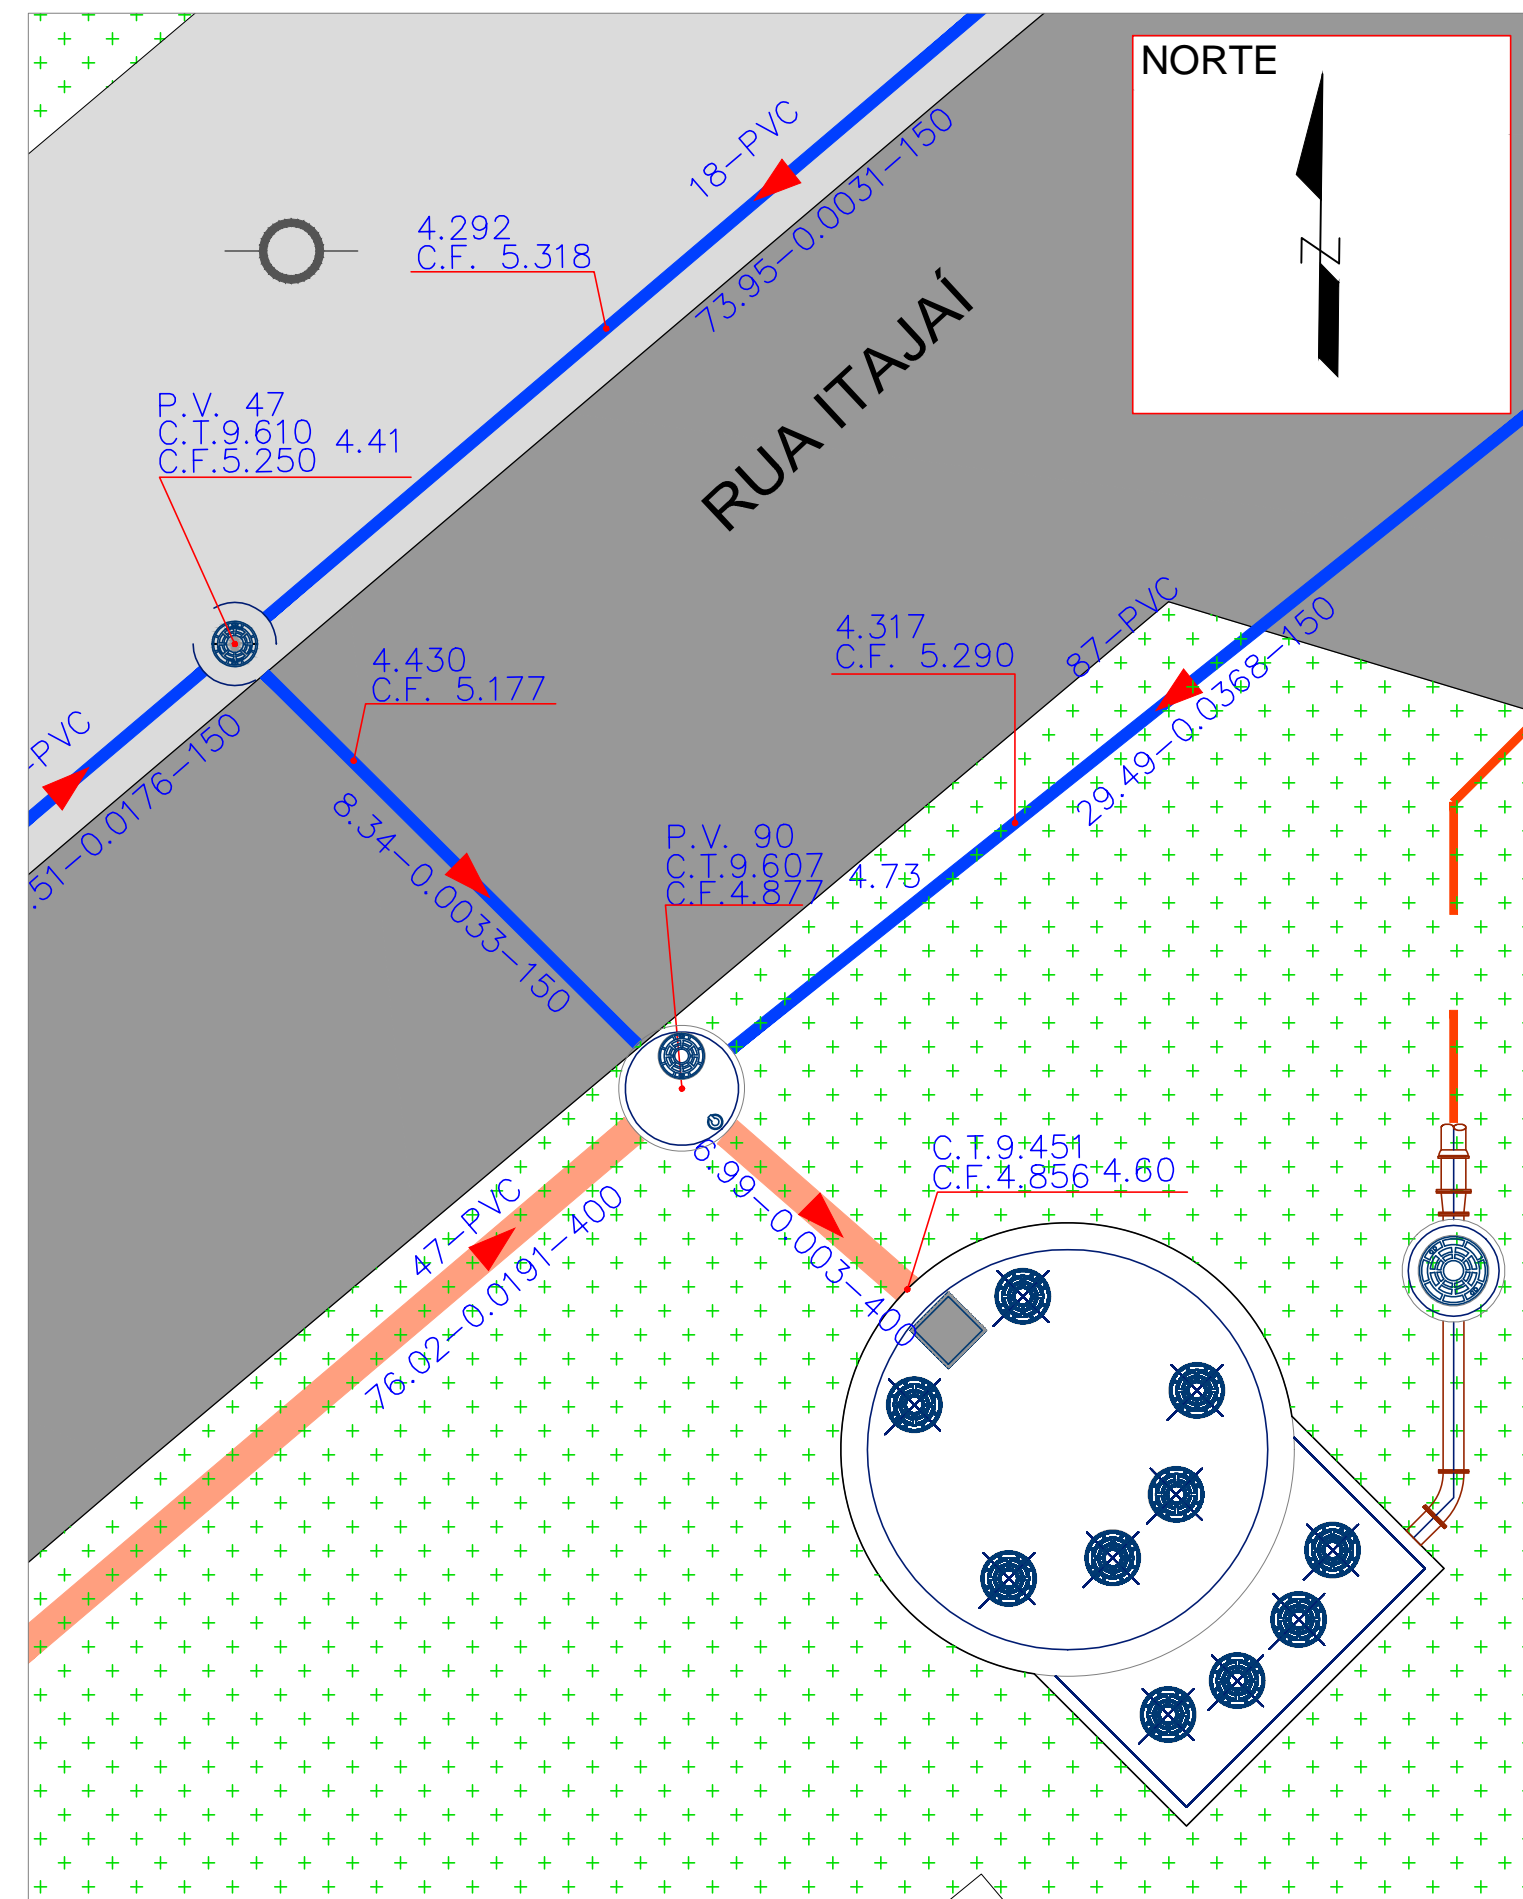 NORTE
N
18-PVC
73.95-0.0031-150
4.292
C.F. 5.318
RUA ITAJAÍ
P.V. 47
C.T.9.610
C.F.5.250
4.41
4.430
C.F. 5.177
4.317
C.F. 5.290
87-PVC
29.49-0.0368-150
-PVC
.51-0.0176-150
8.34-0.0033-150
P.V. 90
C.T.9.607
C.F.4.877
4.73
C.T.9.451
C.F.4.856
4.60
6.99-0.003-400
47-PVC
76.02-0.0191-400